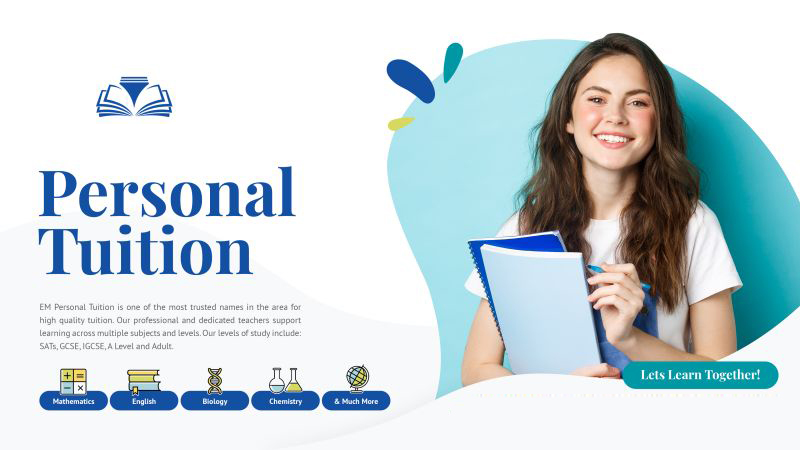 Personal
Tuition
EM Personal Tuition is one of the most trusted names in the area for
high quality tuition. Our professional and dedicated teachers support
learning across multiple subjects and levels. Our levels of study include:
SATs, GCSE, IGCSE, A Level and Adult.
Mathematics
English
Biology
Chemistry
& Much More
Lets Learn Together!